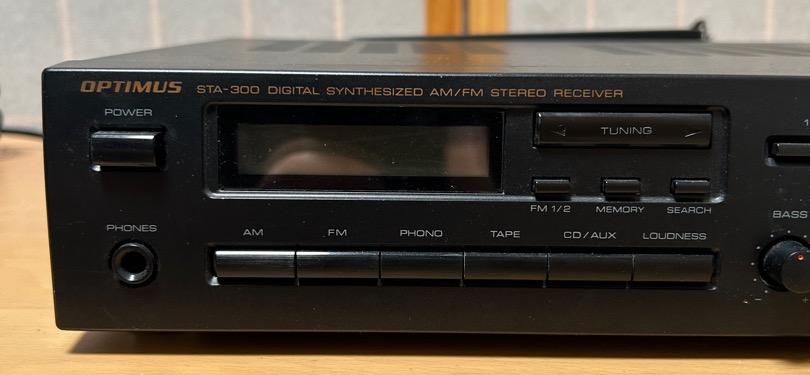 OPTIMUS STA-300 DIGITAL SYNTHESIZED AM/FM STEREO RECEIVER
POWER
TUNING
1
FM 1/2 MEMORY SEARCH
BASS
PHONES
AM FM PHONO TAPE CD/AUX LOUDNESS
- +